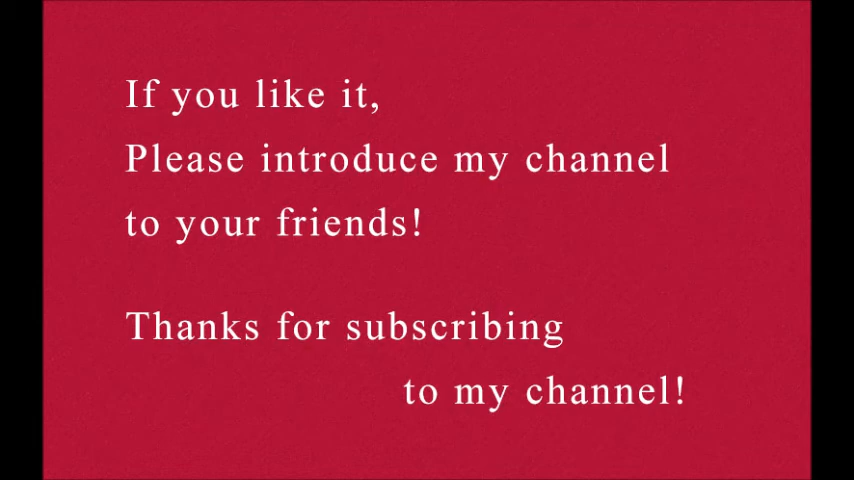 If you like it,
Please introduce my channel
to your friends!
Thanks for subscribing
to my channel!